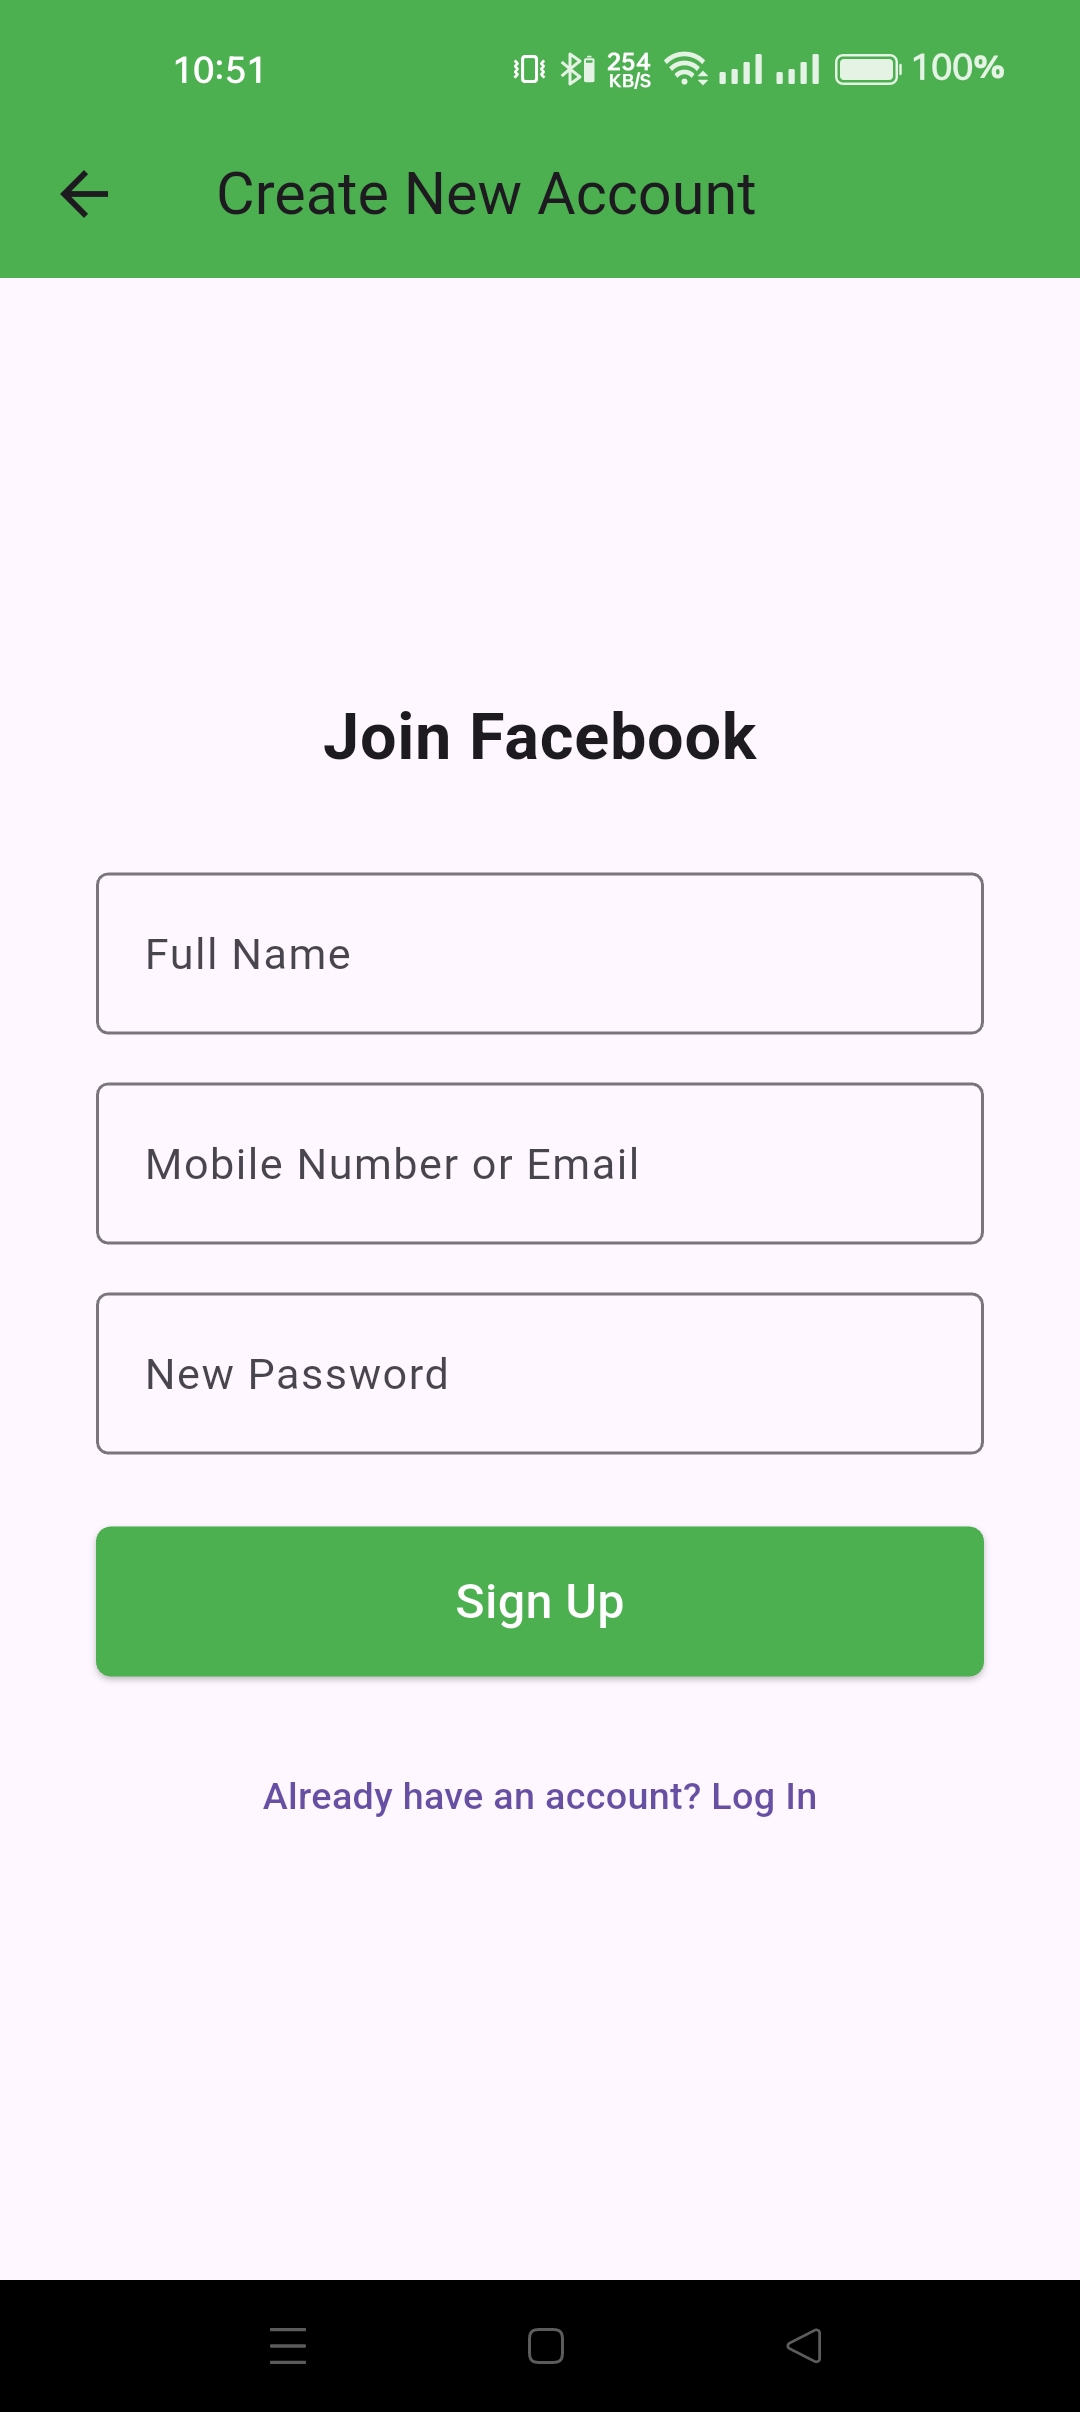 10:51 254 KB/S 100%
Create New Account
Join Facebook
Full Name
Mobile Number or Email
New Password
Sign Up
Already have an account? Log In